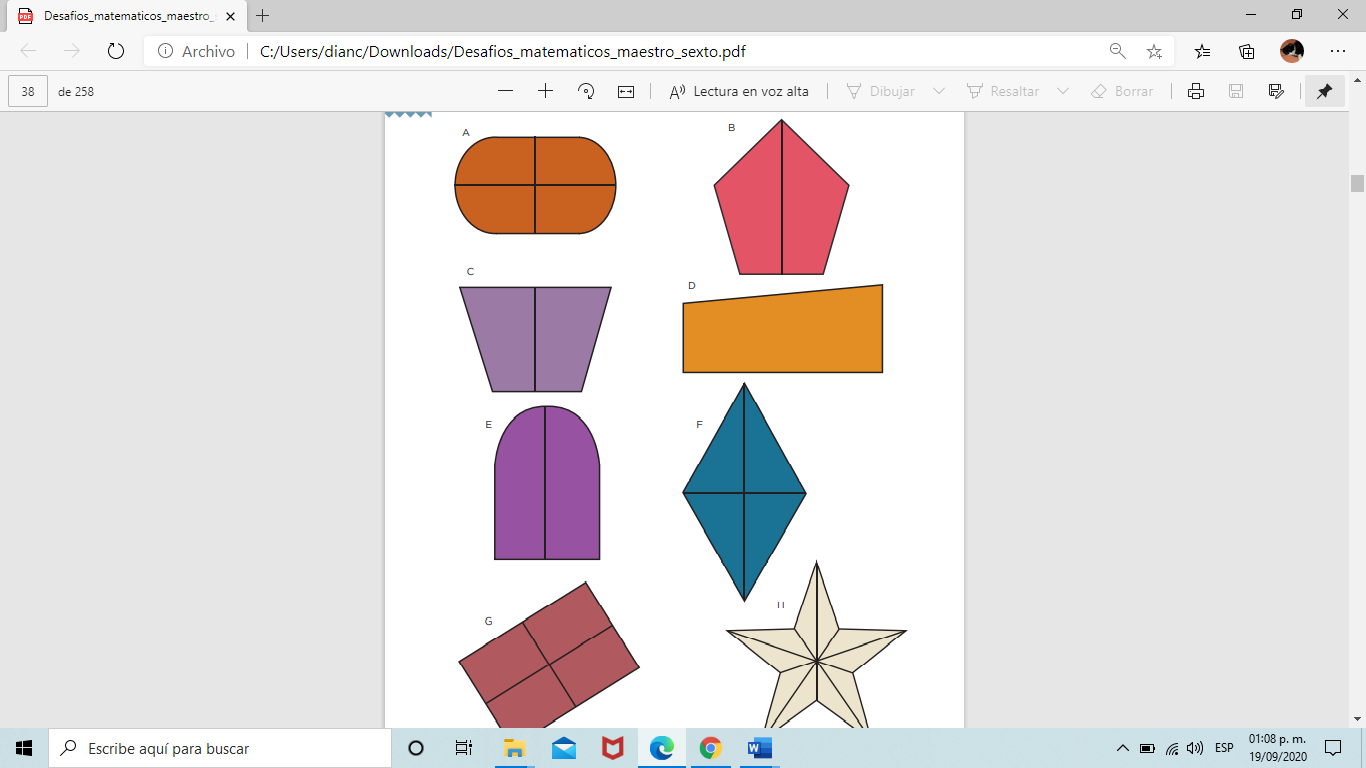 Desafios_matematicos_maestro_s
Archivo C:/Users/dianc/Downloads/Desafios_matematicos_maestro_sexto.pdf
38 de 258 Lectura en voz alta Dibujar Resaltar Borrar
A
B
C
D
E
F
G
Escribe aquí para buscar
ESP
01:08 p. m.
19/09/2020